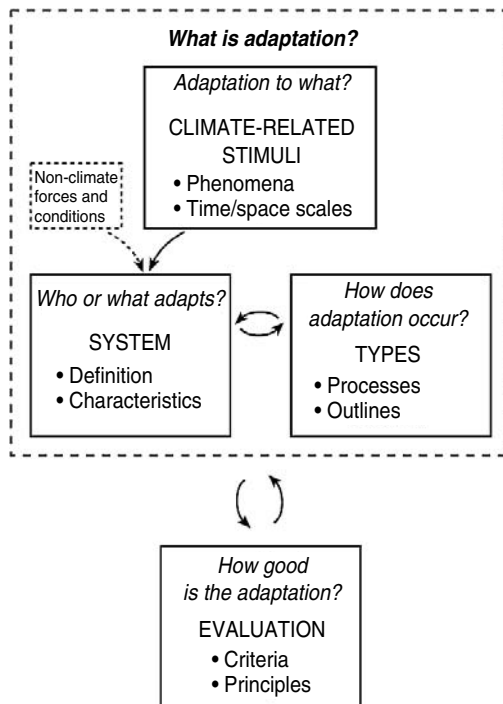 What is adaptation?
Adaptation to what?
CLIMATE-RELATED
STIMULI
• Phenomena
• Time/space scales
Non-climate
forces and
conditions
Who or what adapts?
SYSTEM
• Definition
• Characteristics
How does
adaptation occur?
TYPES
• Processes
• Outlines
How good
is the adaptation?
EVALUATION
• Criteria
• Principles